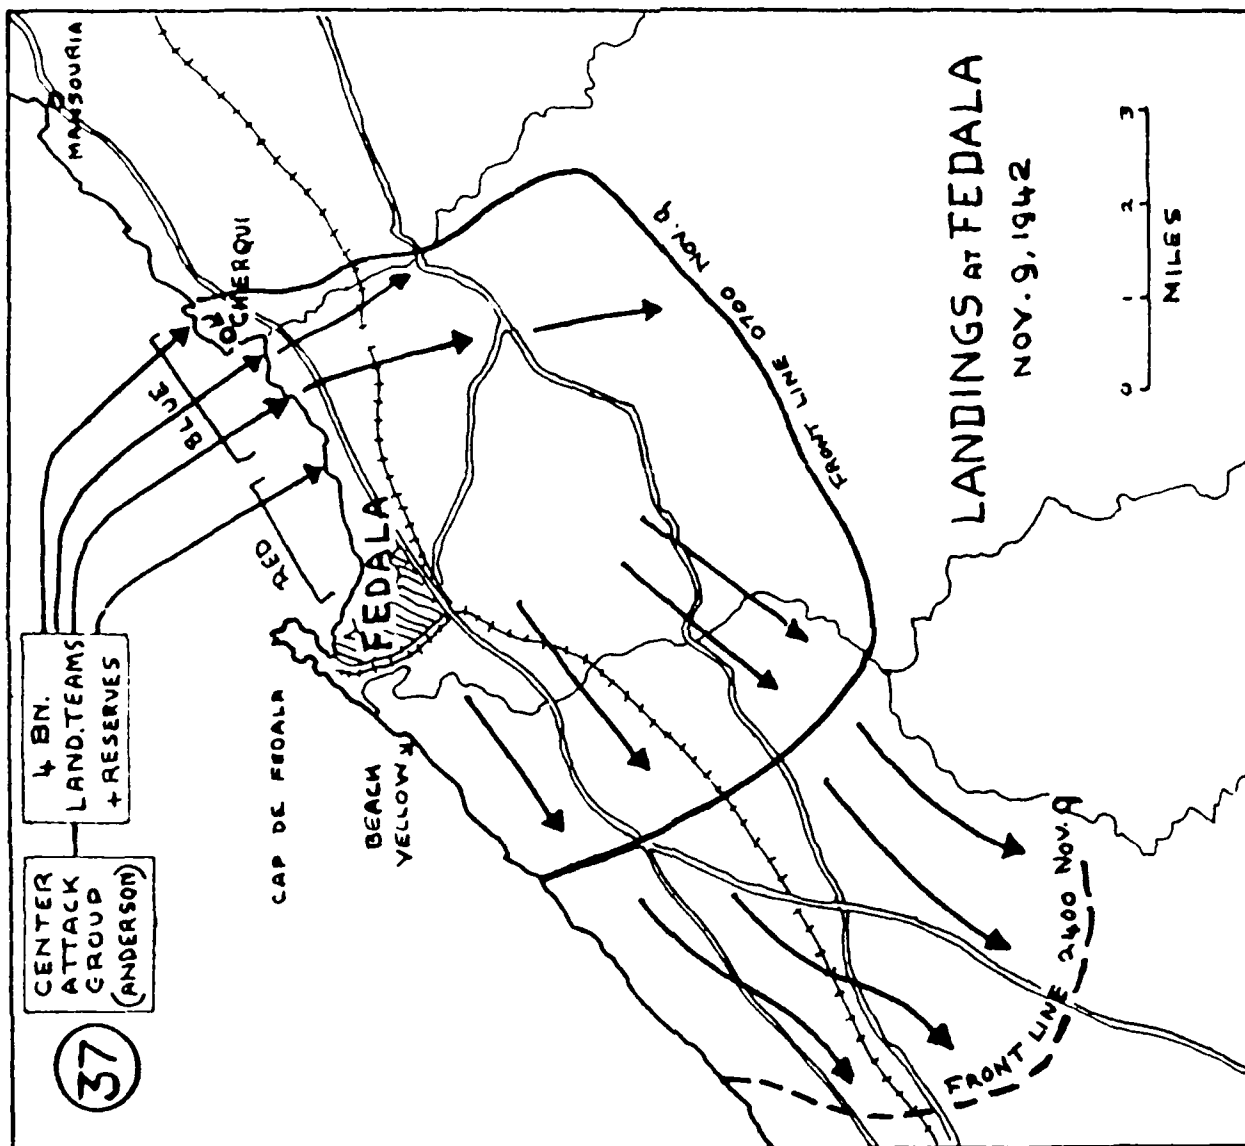 37
CENTER
ATTACK
GROUP
(ANDERSON)
4 BN.
LAND.TEAMS
+ RESERVES
RED
BLUE
MANSOURIA
CHERQUI
CAP DE FEDALA
FEDALA
BEACH
YELLOW
FRONT LINE 0700 NOV. 9
FRONT LINE 2400 NOV. 9
LANDINGS AT FEDALA
NOV. 9, 1942
0 1 2 3
MILES